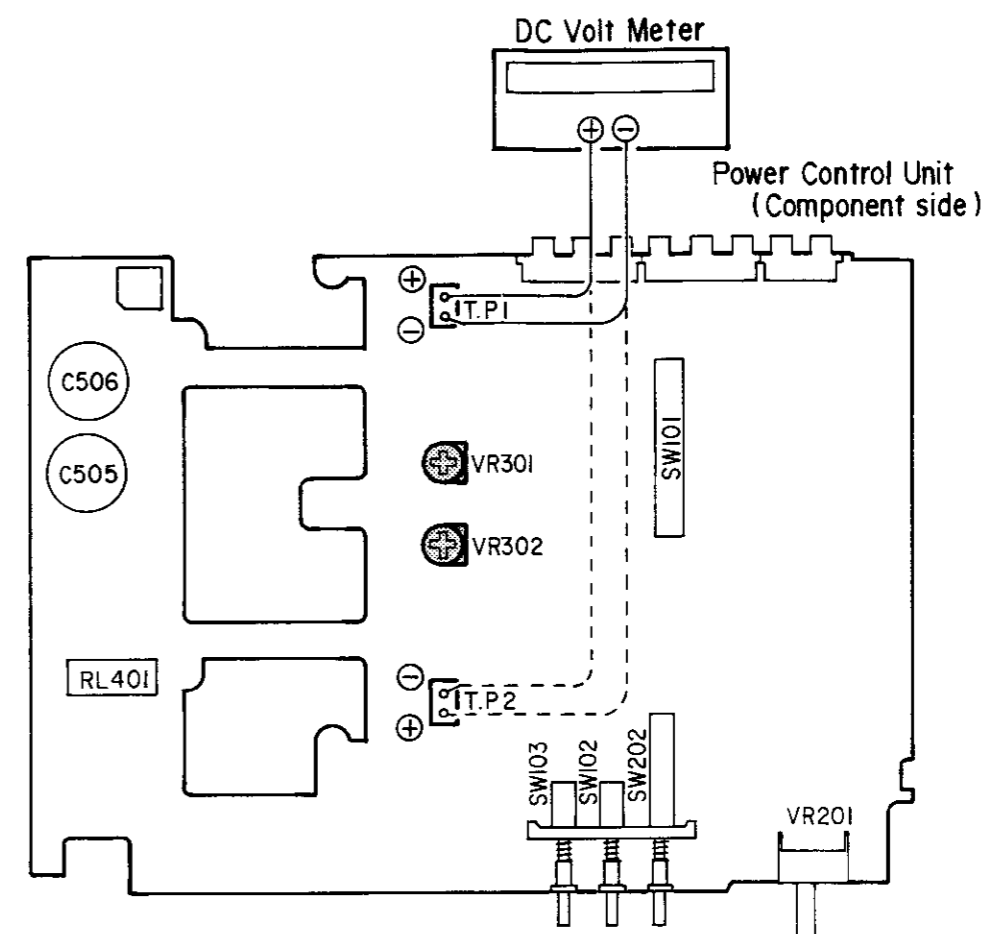 DC Volt Meter
⊕ ⊖
Power Control Unit
(Component side)
⊕
T.P1
⊖
C506
C505
SW101
VR301
VR302
RL401
⊖
T.P2
⊕
SW103
SW102
SW202
VR201